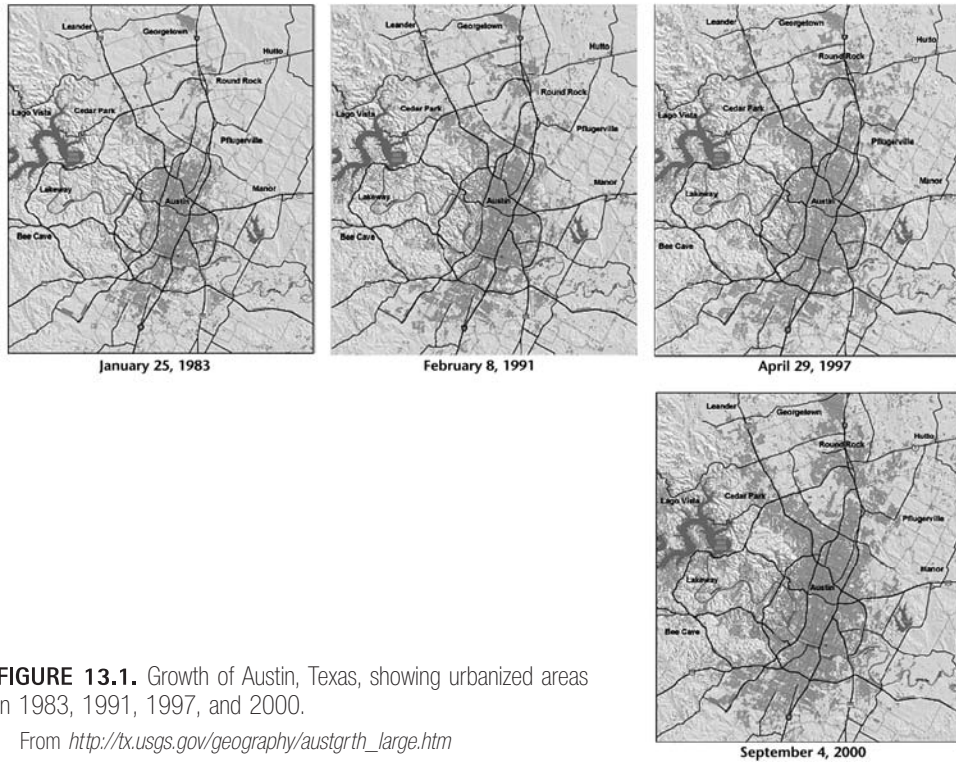 Leander
Georgetown
Hutto
Round Rock
Cedar Park
Lago Vista
Pflugerville
Lakeway
Manor
Austin
Bee Cave
January 25, 1983
Georgetown
Leander
Hutto
Round Rock
Cedar Park
Lago Vista
Pflugerville
Manor
Lakeway
Austin
Bee Cave
February 8, 1991
Georgetown
Leander
Hutto
Round Rock
Cedar Park
Lago Vista
Pflugerville
Manor
Lakeway
Austin
Bee Cave
April 29, 1997
Leander
Georgetown
Hutto
Round Rock
Cedar Park
Lago Vista
Pflugerville
Manor
Lakeway
Austin
Bee Cave
September 4, 2000
FIGURE 13.1. Growth of Austin, Texas, showing urbanized areas
in 1983, 1991, 1997, and 2000.
From http://tx.usgs.gov/geography/austgrth_large.htm